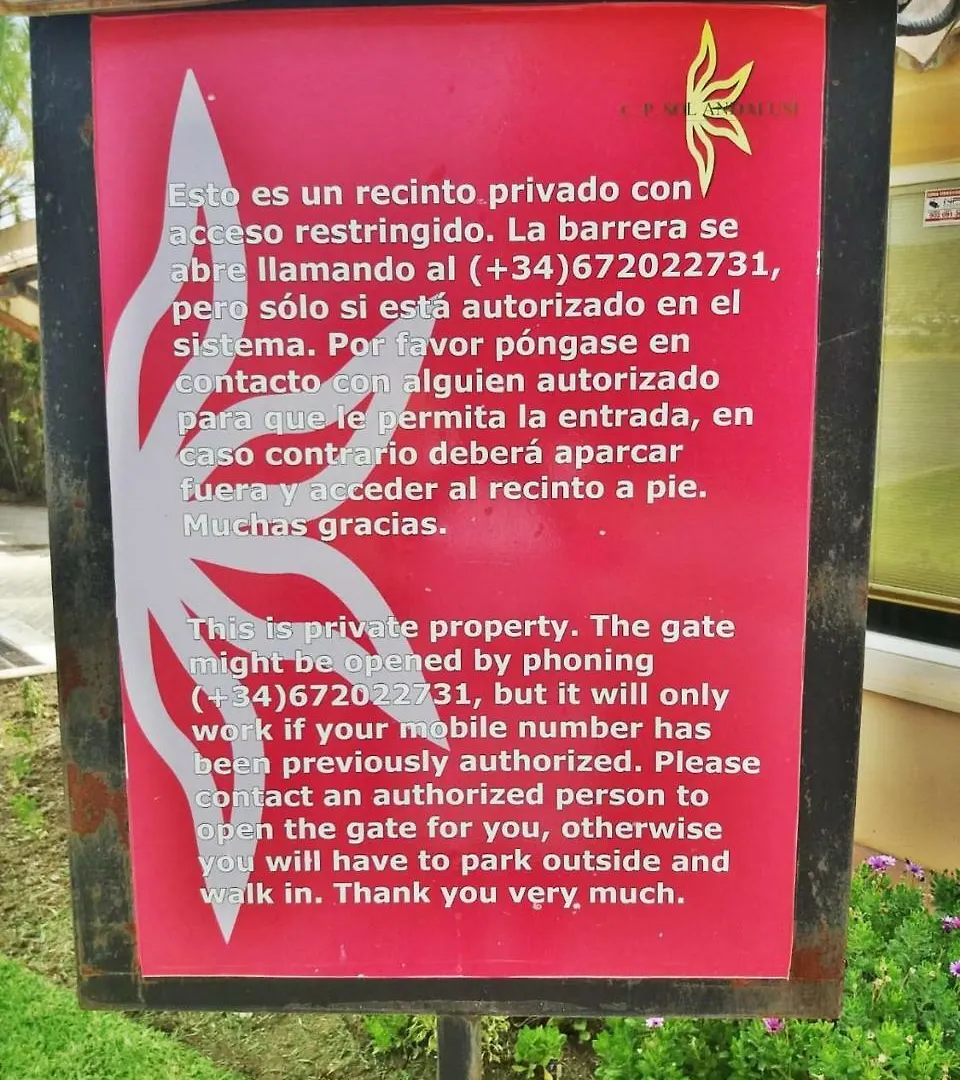 C. P. SOL ANDALUSI
Esto es un recinto privado con
acceso restringido. La barrera se
abre llamando al (+34)672022731,
pero sólo si está autorizado en el
sistema. Por favor póngase en
contacto con alguien autorizado
para que le permita la entrada, en
caso contrario deberá aparcar
fuera y acceder al recinto a pie.
Muchas gracias.
This is private property. The gate
might be opened by phoning
(+34)672022731, but it will only
work if your mobile number has
been previously authorized. Please
contact an authorized person to
open the gate for you, otherwise
you will have to park outside and
walk in. Thank you very much.